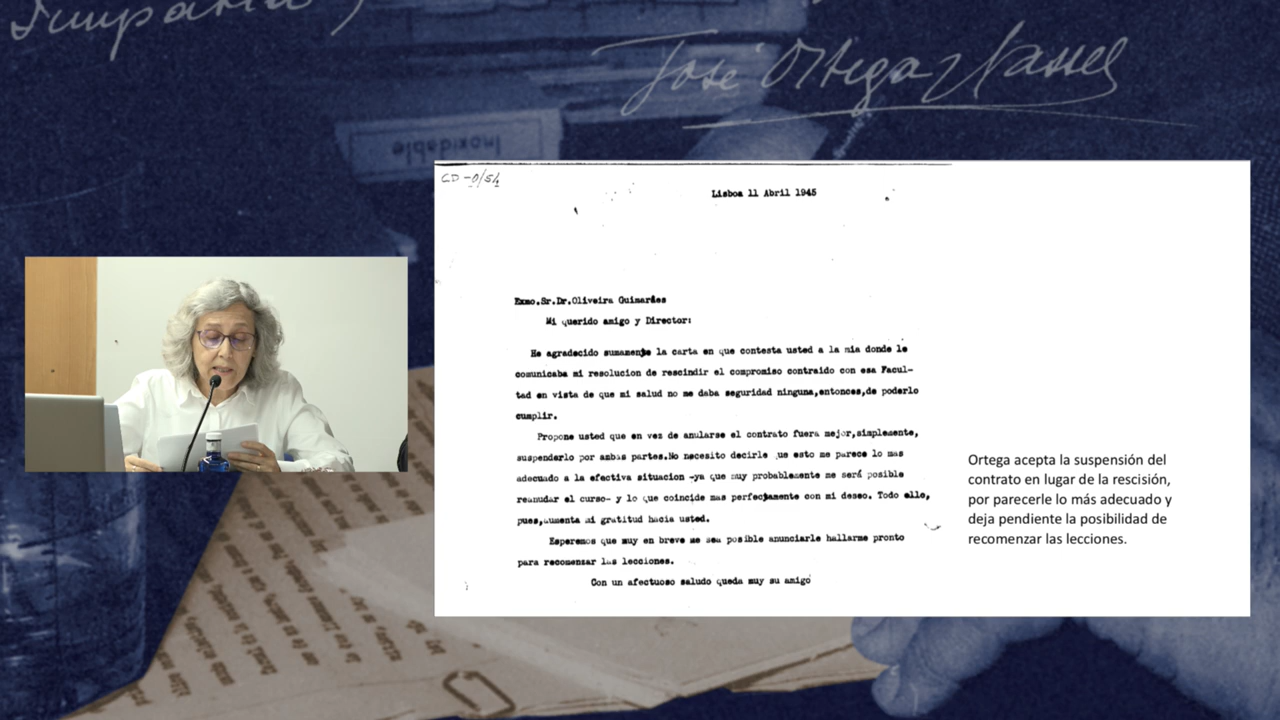 José Ortega y Gasset
Inoxidable
CD-0/54
Lisboa 11 Abril 1945
Exmo.Sr.Dr.Oliveira Guimarães
Mi querido amigo y Director:
He agradecido sumamente la carta en que contesta usted a la mia donde le
comunicaba mi resolucion de rescindir el compromiso contraido con esa Facul-
tad en vista de que mi salud no me daba seguridad ninguna,entonces,de poderlo
cumplir.
Propone usted que en vez de anularse el contrato fuera mejor,simplemente,
suspenderlo por ambas partes.No necesito decirle que esto me parece lo mas
adecuado a la efectiva situacion -ya que muy probablemente me será posible
reanudar el curso- y lo que coincide mas perfectamente con mi deseo. Todo ello,
pues,aumenta mi gratitud hacia usted.
Esperemos que muy en breve me sea posible anunciarle hallarme pronto
para recomenzar las lecciones.
Con un afectuoso saludo queda muy su amigo
Ortega acepta la suspensión del
contrato en lugar de la rescisión,
por parecerle lo más adecuado y
deja pendiente la posibilidad de
recomenzar las lecciones.